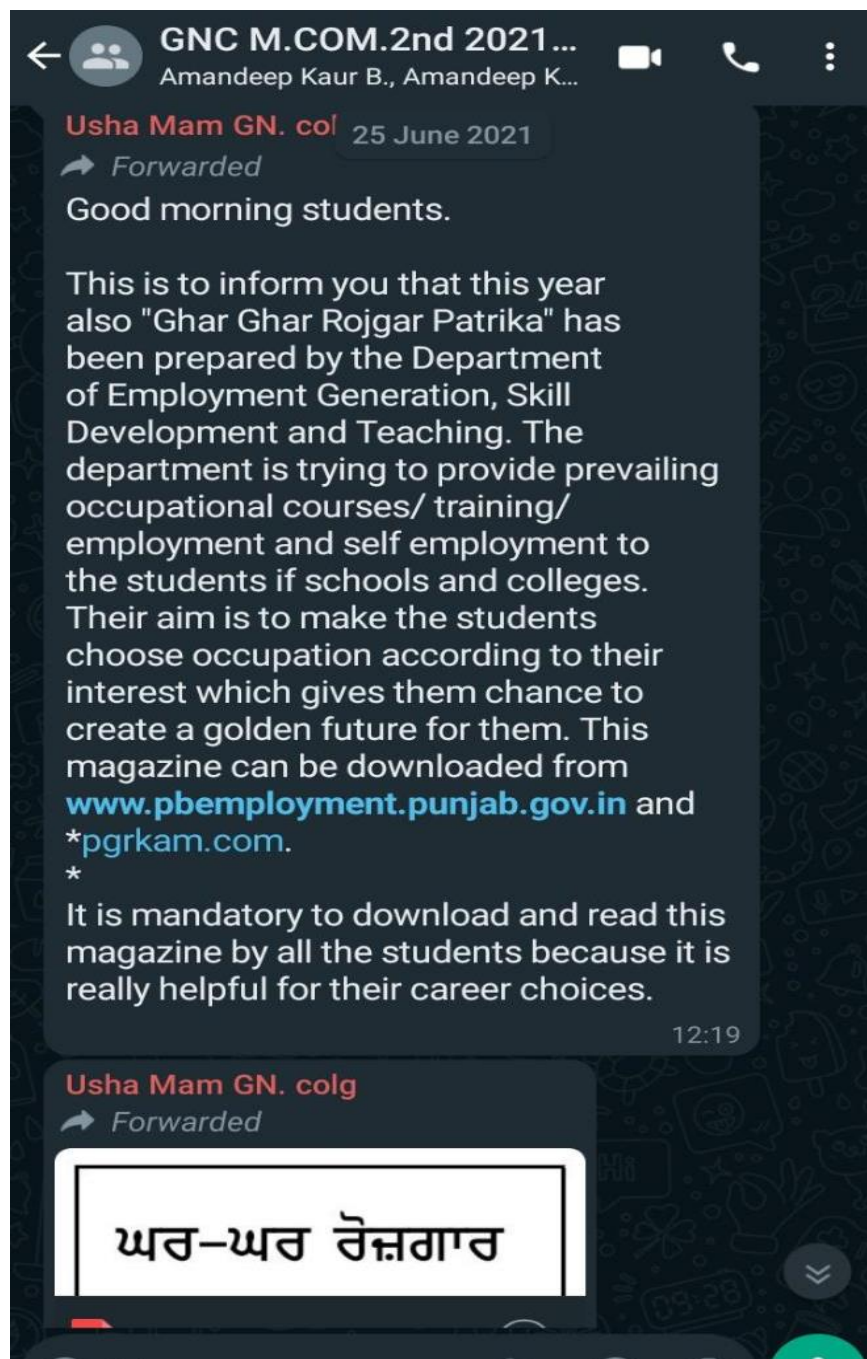 GNC M.COM.2nd 2021...
Amandeep Kaur B., Amandeep K...
Usha Mam GN. col
25 June 2021
Forwarded
Good morning students.
This is to inform you that this year
also "Ghar Ghar Rojgar Patrika" has
been prepared by the Department
of Employment Generation, Skill
Development and Teaching. The
department is trying to provide prevailing
occupational courses/ training/
employment and self employment to
the students if schools and colleges.
Their aim is to make the students
choose occupation according to their
interest which gives them chance to
create a golden future for them. This
magazine can be downloaded from
www.pbemployment.punjab.gov.in and
*pgrkam.com.
*
It is mandatory to download and read this
magazine by all the students because it is
really helpful for their career choices.
12:19
Usha Mam GN. colg
Forwarded
ਘਰ-ਘਰ ਰੋਜ਼ਗਾਰ